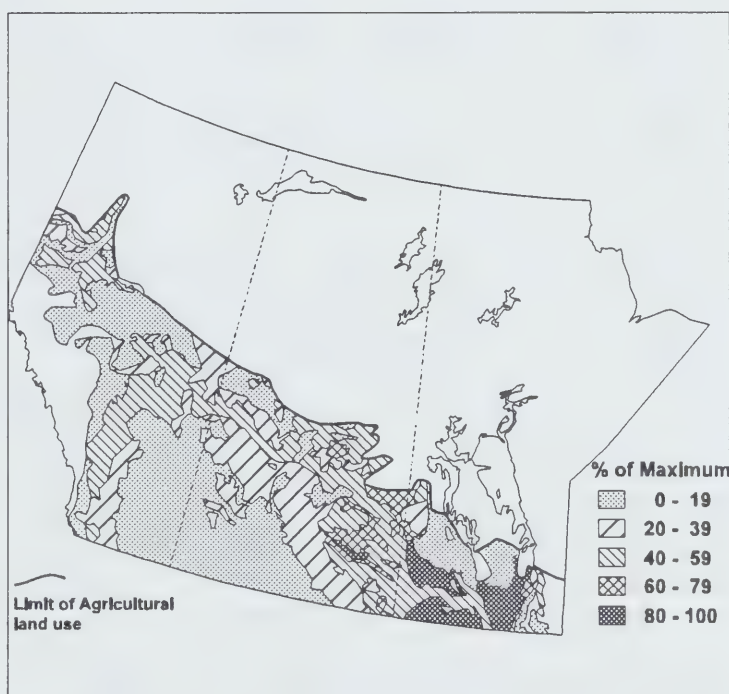 % of Maximum
0 - 19
20 - 39
40 - 59
60 - 79
80 - 100
Limit of Agricultural
land use